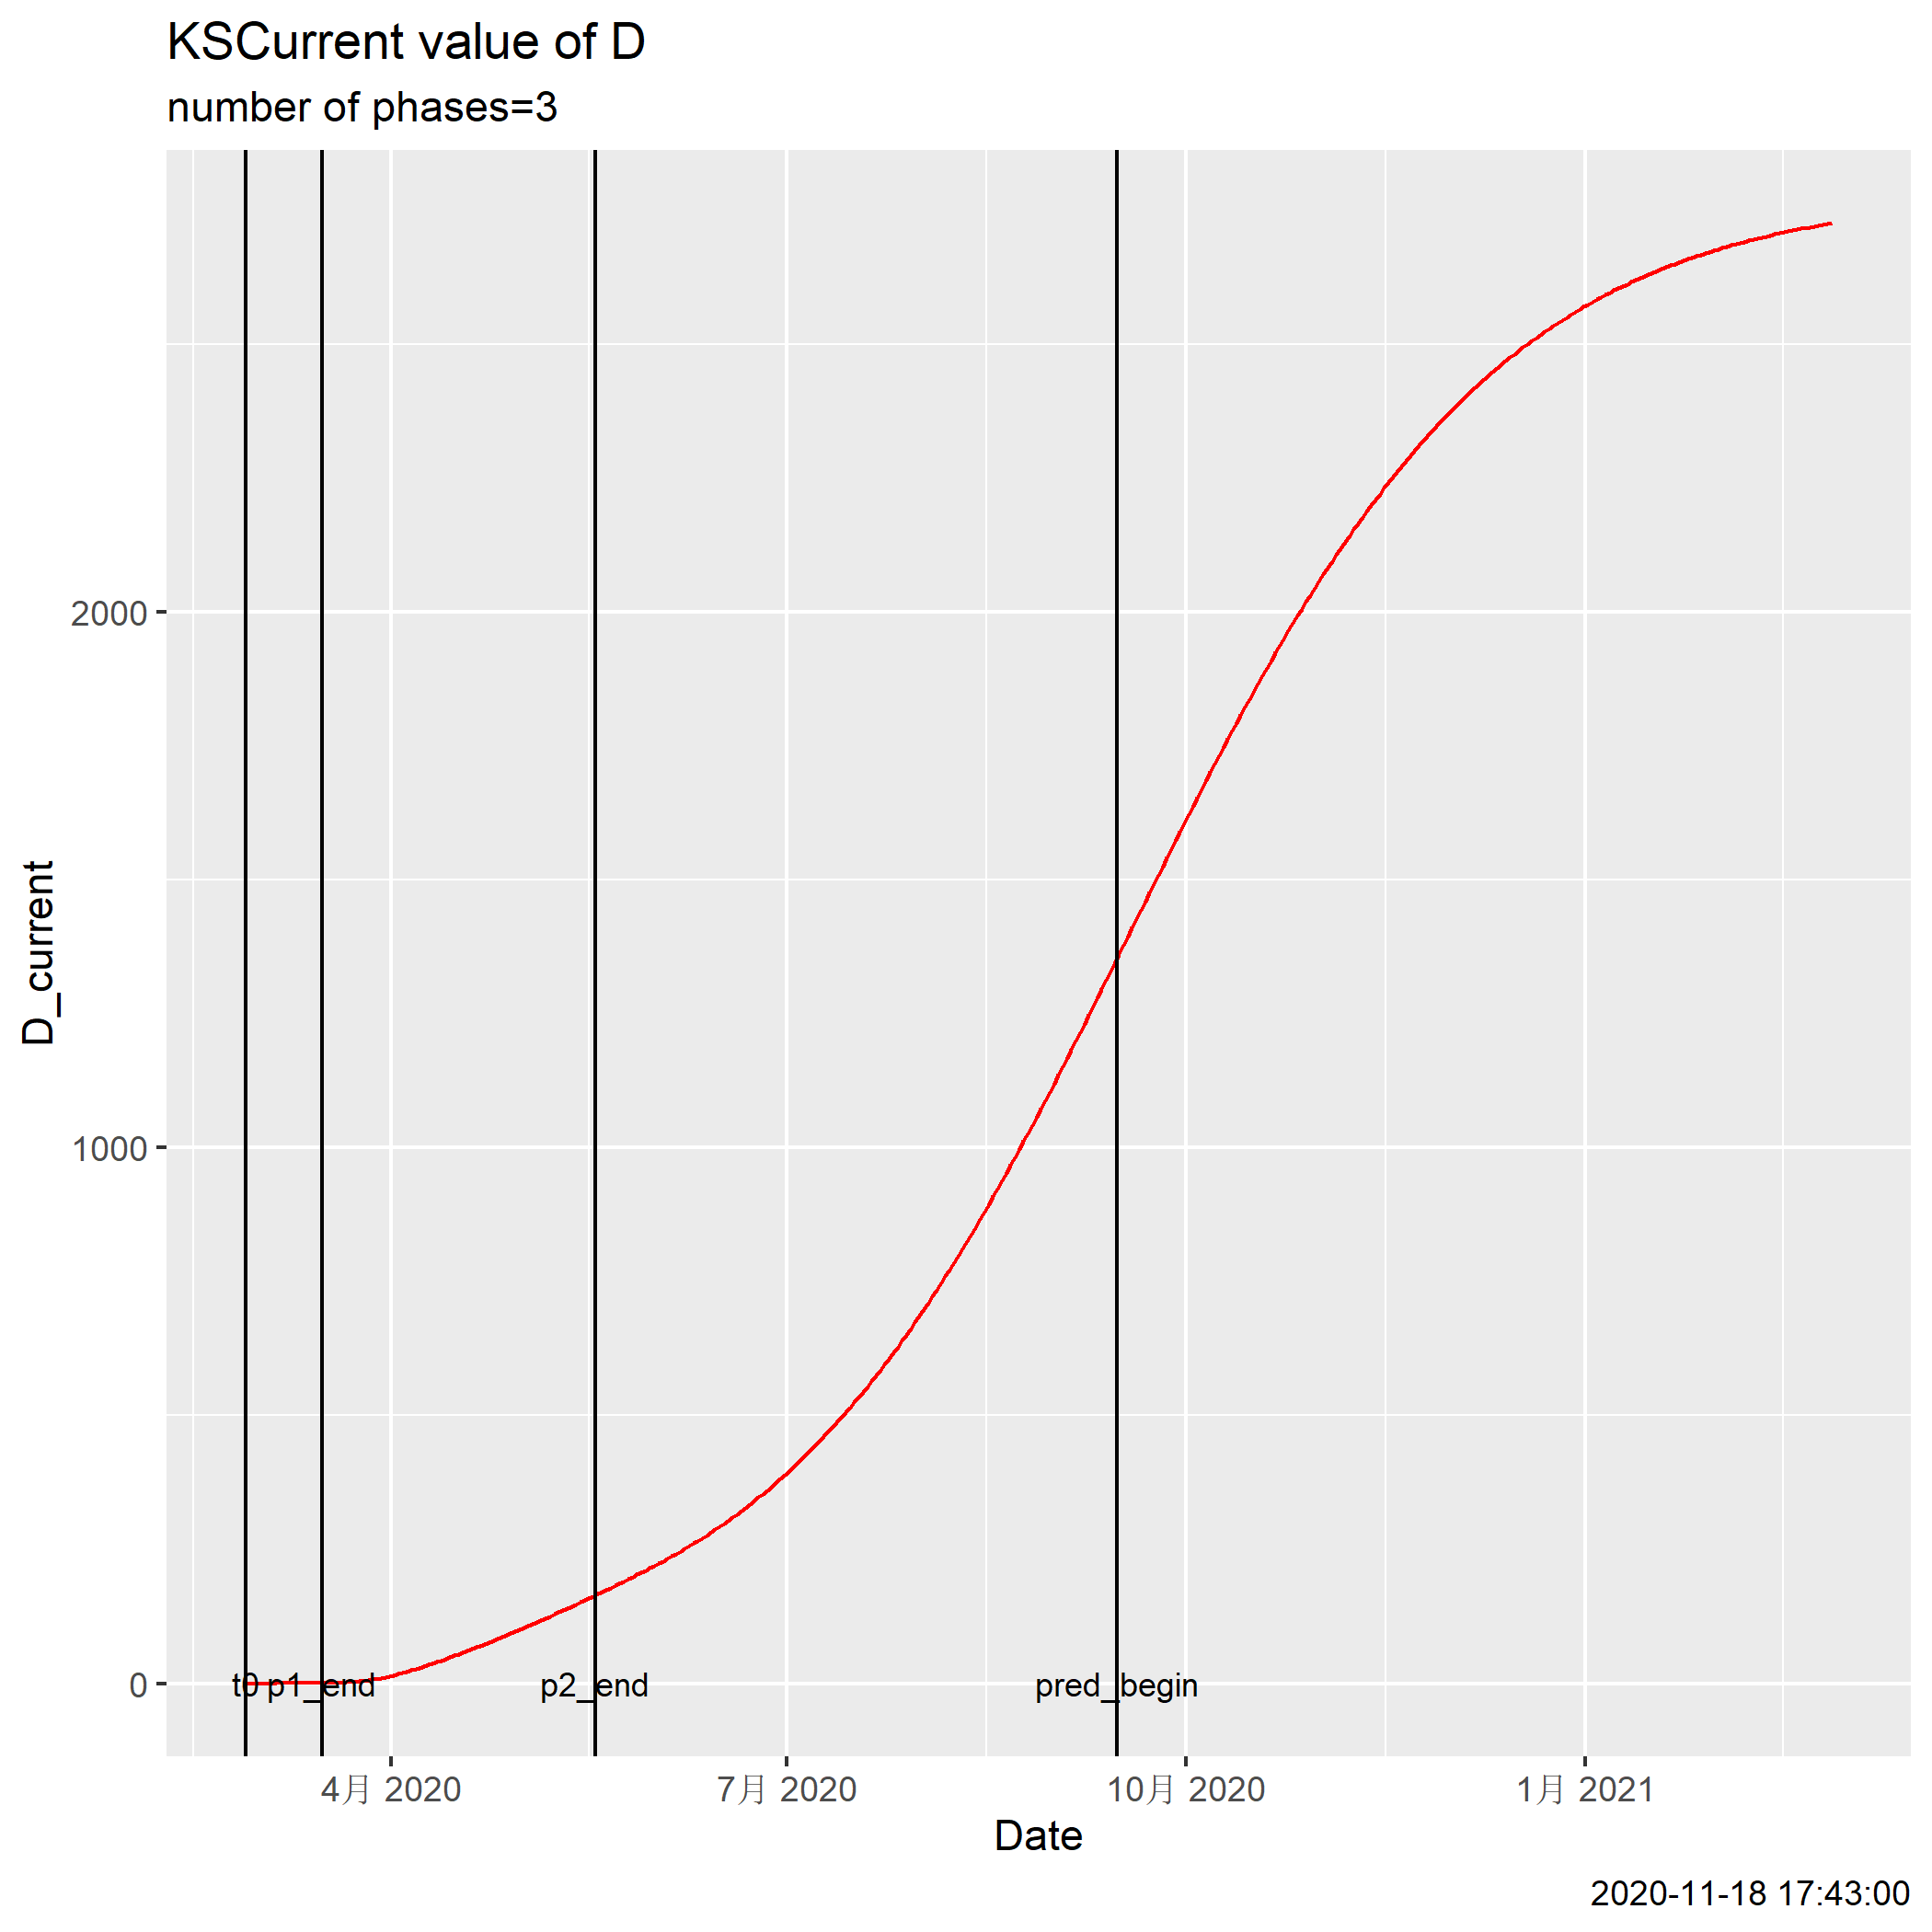 KSCurrent value of D
number of phases=3
D_current
2000
1000
0
t0 p1_end p2_end pred_begin
4月 2020 7月 2020 10月 2020 1月 2021
Date
2020-11-18 17:43:00